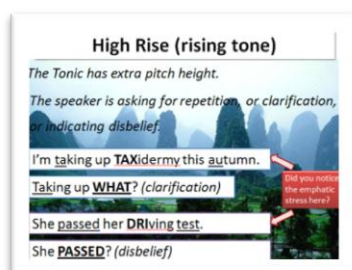 High Rise (rising tone)
The Tonic has extra pitch height.
The speaker is asking for repetition, or clarification,
or indicating disbelief.
I'm taking up TAXidermy this autumn.
Did you notice
the emphatic
stress here?
Taking up WHAT? (clarification)
She passed her DRIving test.
She PASSED? (disbelief)